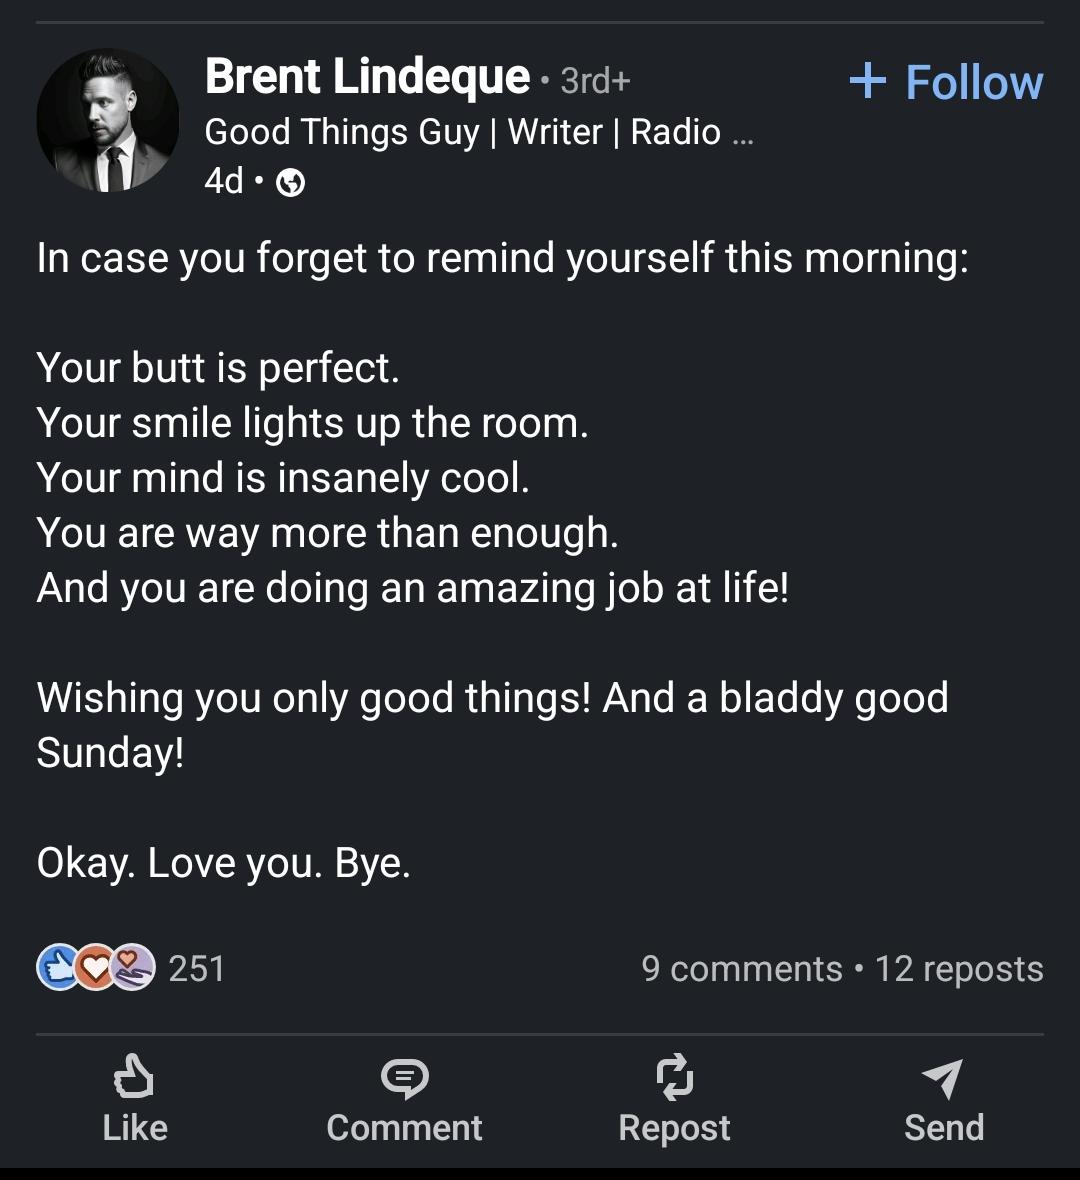 Brent Lindeque • 3rd+
+ Follow
Good Things Guy | Writer | Radio ...
4d •
In case you forget to remind yourself this morning:
Your butt is perfect.
Your smile lights up the room.
Your mind is insanely cool.
You are way more than enough.
And you are doing an amazing job at life!
Wishing you only good things! And a bladdy good
Sunday!
Okay. Love you. Bye.
251
9 comments • 12 reposts
Like
Comment
Repost
Send